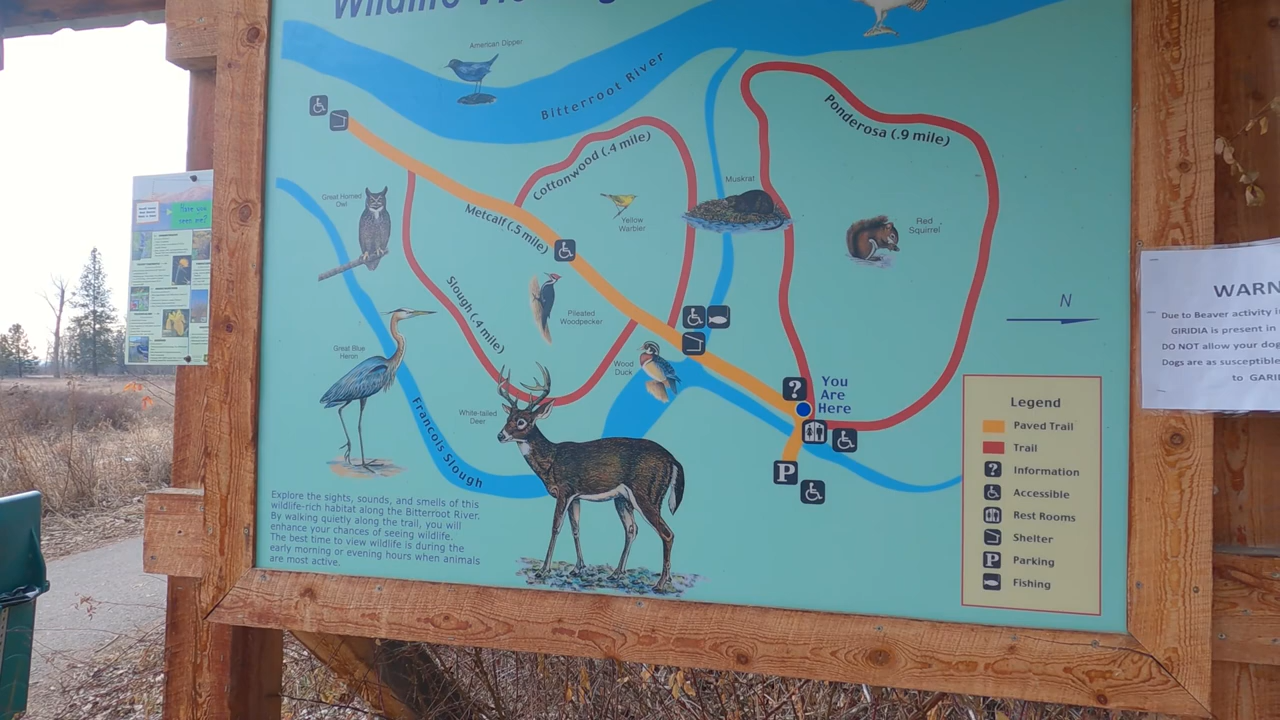 Wildlife
American Dipper
Bitterroot River
Ponderosa (.9 mile)
Cottonwood (.4 mile)
Muskrat
Great Horned
Owl
Metcalf (.5 mile)
Yellow
Warbler
Red
Squirrel
Slough (.4 mile)
Pileated
Woodpecker
N
Great Blue
Heron
Wood
Duck
You
Are
Here
White-tailed
Deer
Francois Slough
Explore the sights, sounds, and smells of this
wildlife-rich habitat along the Bitterroot River.
By walking quietly along the trail, you will
enhance your chances of seeing wildlife.
The best time to view wildlife is during the
early morning or evening hours when animals
are most active.
?
P
Legend
Paved Trail
Trail
? Information
Accessible
Rest Rooms
Shelter
P Parking
Fishing
Have you
seen me?
WARN
Due to Beaver activity i
GIRIDIA is present in
DO NOT allow your dog
Dogs are as susceptible
to GARI